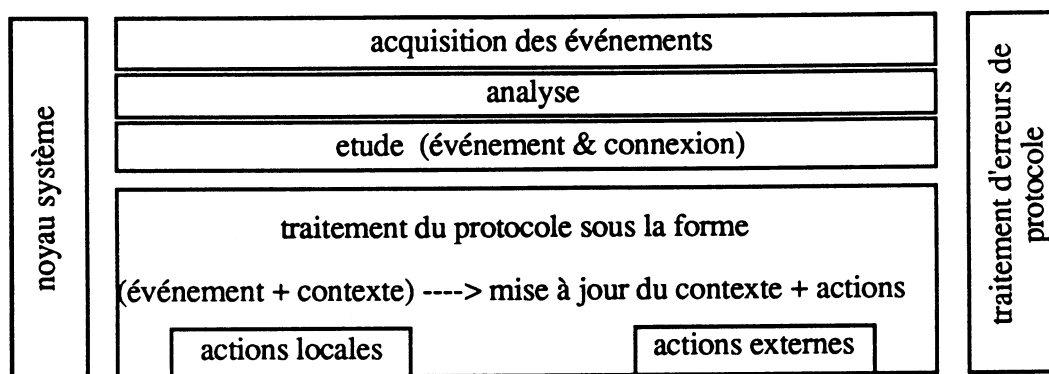 noyau système
acquisition des événements
analyse
etude (événement & connexion)
traitement du protocole sous la forme
(événement + contexte) ----> mise à jour du contexte + actions
actions locales
actions externes
traitement d'erreurs de
protocole